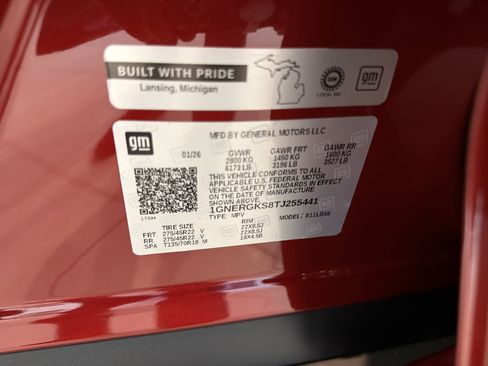 BUILT WITH PRIDE
Lansing, Michigan
gm
gm
MFD BY GENERAL MOTORS LLC
01/26 GVWR GAWR FRT GAWR RR
2800 KG 1450 KG 1600 KG
6173 LB 3196 LB 3527 LB
THIS VEHICLE CONFORMS TO ALL
APPLICABLE U.S. FEDERAL MOTOR
VEHICLE SAFETY STANDARDS IN
EFFECT ON THE DATE OF MANUFACTURE
SHOWN ABOVE.
1GNERGKS8TJ255441
TYPE: MPV MODEL: 811LB56
TIRE SIZE RIM
FRT 275/45R22 V 22X8.5J
RR 275/45R22 V 22X8.5J
SPA T135/70R18 M 18X4.5B